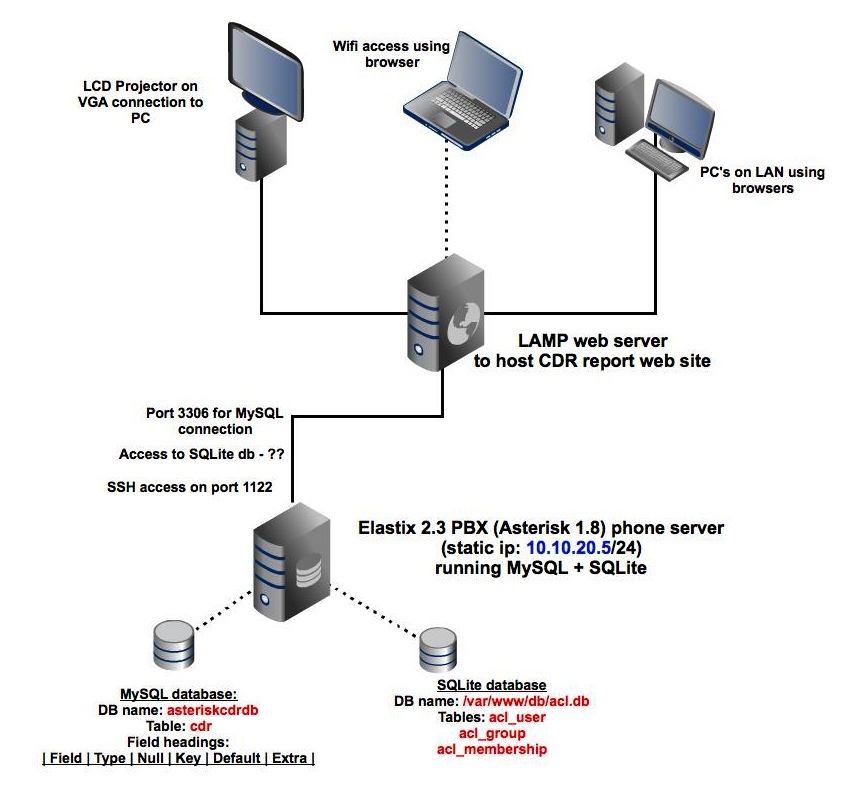 Wifi access using
browser
LCD Projector on
VGA connection to
PC
PC's on LAN using
browsers
LAMP web server
to host CDR report web site
Port 3306 for MySQL
connection
Access to SQLite db - ??
SSH access on port 1122
Elastix 2.3 PBX (Asterisk 1.8) phone server
(static ip: 10.10.20.5/24)
running MySQL + SQLite
MySQL database:
DB name: asteriskcdrdb
Table: cdr
Field headings:
| Field | Type | Null | Key | Default | Extra |
SQLite database
DB name: /var/www/db/acl.db
Tables: acl_user
acl_group
acl_membership